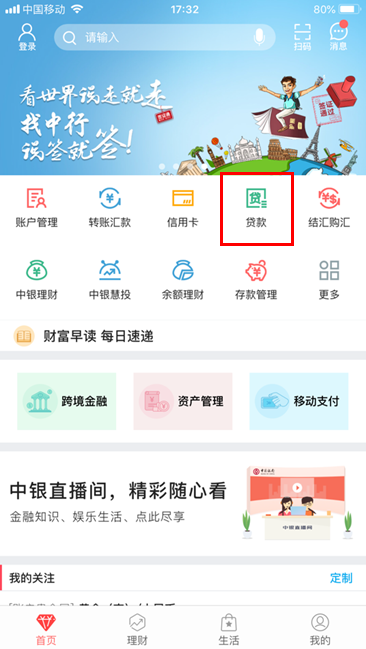 中国移动 17:32 80%
登录 请输入 扫码 消息
看世界说走就走
找中行
说签就签!
签证通过
账户管理 转账汇款 信用卡 贷款 结汇购汇
中银理财 中银慧投 余额理财 存款管理 更多
财富早读 每日速递
跨境金融 资产管理 移动支付
中银直播间，精彩随心看
金融知识、娱乐生活、点此尽享
中银直播间
我的关注 定制
首页 理财 生活 我的